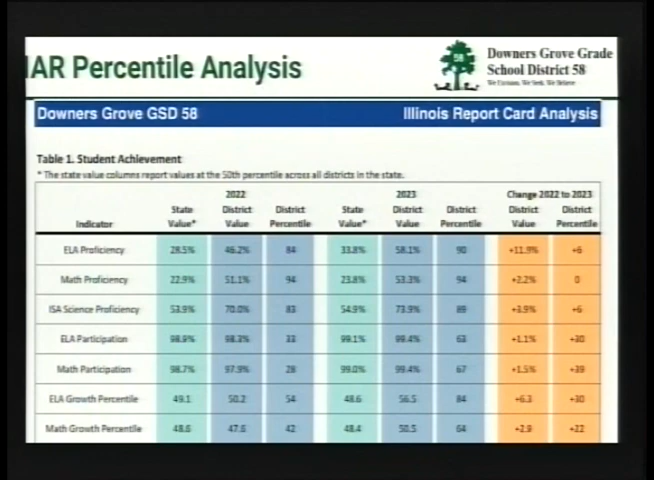 IAR Percentile Analysis
58
Downers Grove Grade
School District 58
Downers Grove GSD 58 Illinois Report Card Analysis
Table 1. Student Achievement
* The state value columns report values at the 50th percentile across all districts in the state.
2022 2023 Change 2022 to 2023
State District District State District District District District
Indicator Value* Value Percentile Value* Value Percentile Value Percentile
ELA Proficiency 28.5% 46.2% 84 33.8% 58.1% 90 +11.9% +6
Math Proficiency 22.9% 51.1% 94 23.8% 53.3% 94 +2.2% 0
ISA Science Proficiency 53.9% 70.0% 83 54.9% 73.9% 89 +3.9% +6
ELA Participation 98.9% 98.3% 33 99.1% 99.4% 63 +1.1% +30
Math Participation 98.7% 97.9% 28 99.0% 99.4% 67 +1.5% +39
ELA Growth Percentile 49.1 50.2 54 48.6 56.5 84 +6.3 +30
Math Growth Percentile 48.6 47.6 42 48.4 50.5 64 +2.9 +22